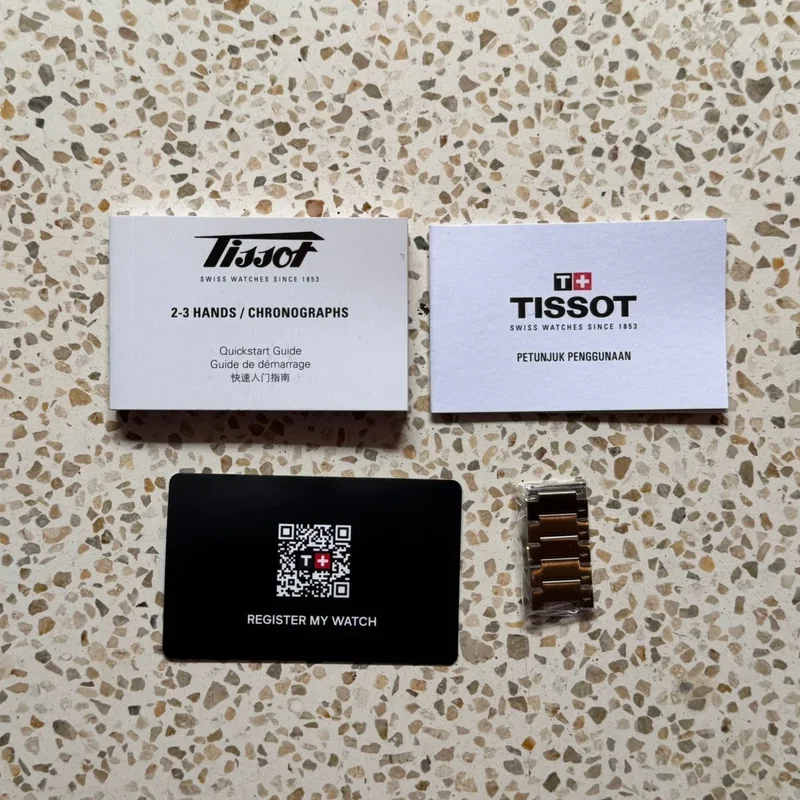 Tissot
SWISS WATCHES SINCE 1853
2-3 HANDS / CHRONOGRAPHS
Quickstart Guide
Guide de démarrage
快速入门指南
T+
TISSOT
SWISS WATCHES SINCE 1853
PETUNJUK PENGGUNAAN
T+
REGISTER MY WATCH